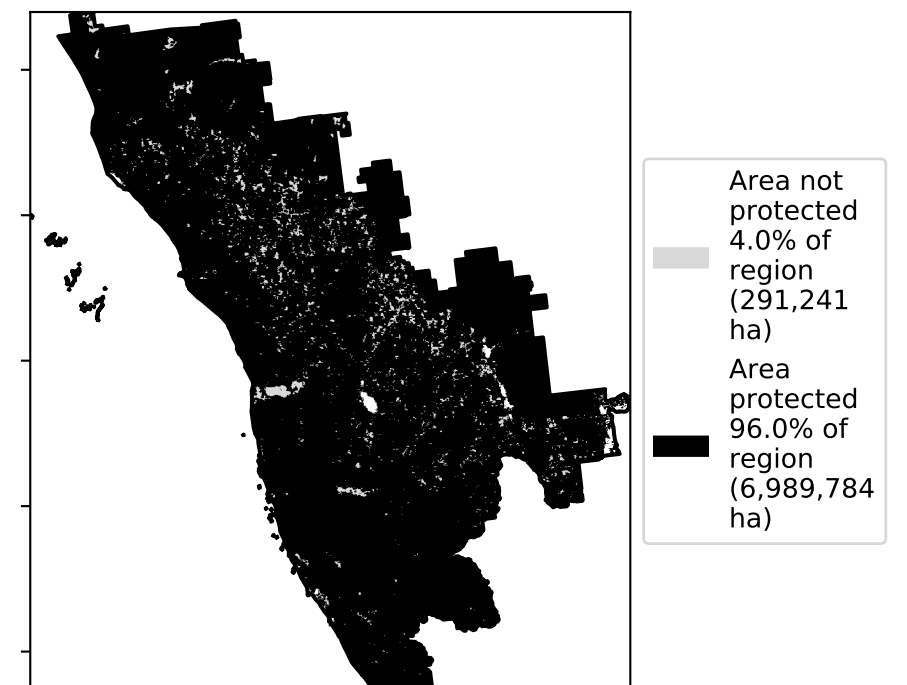 Area not
protected
4.0% of
region
(291,241
ha)
Area
protected
96.0% of
region
(6,989,784
ha)